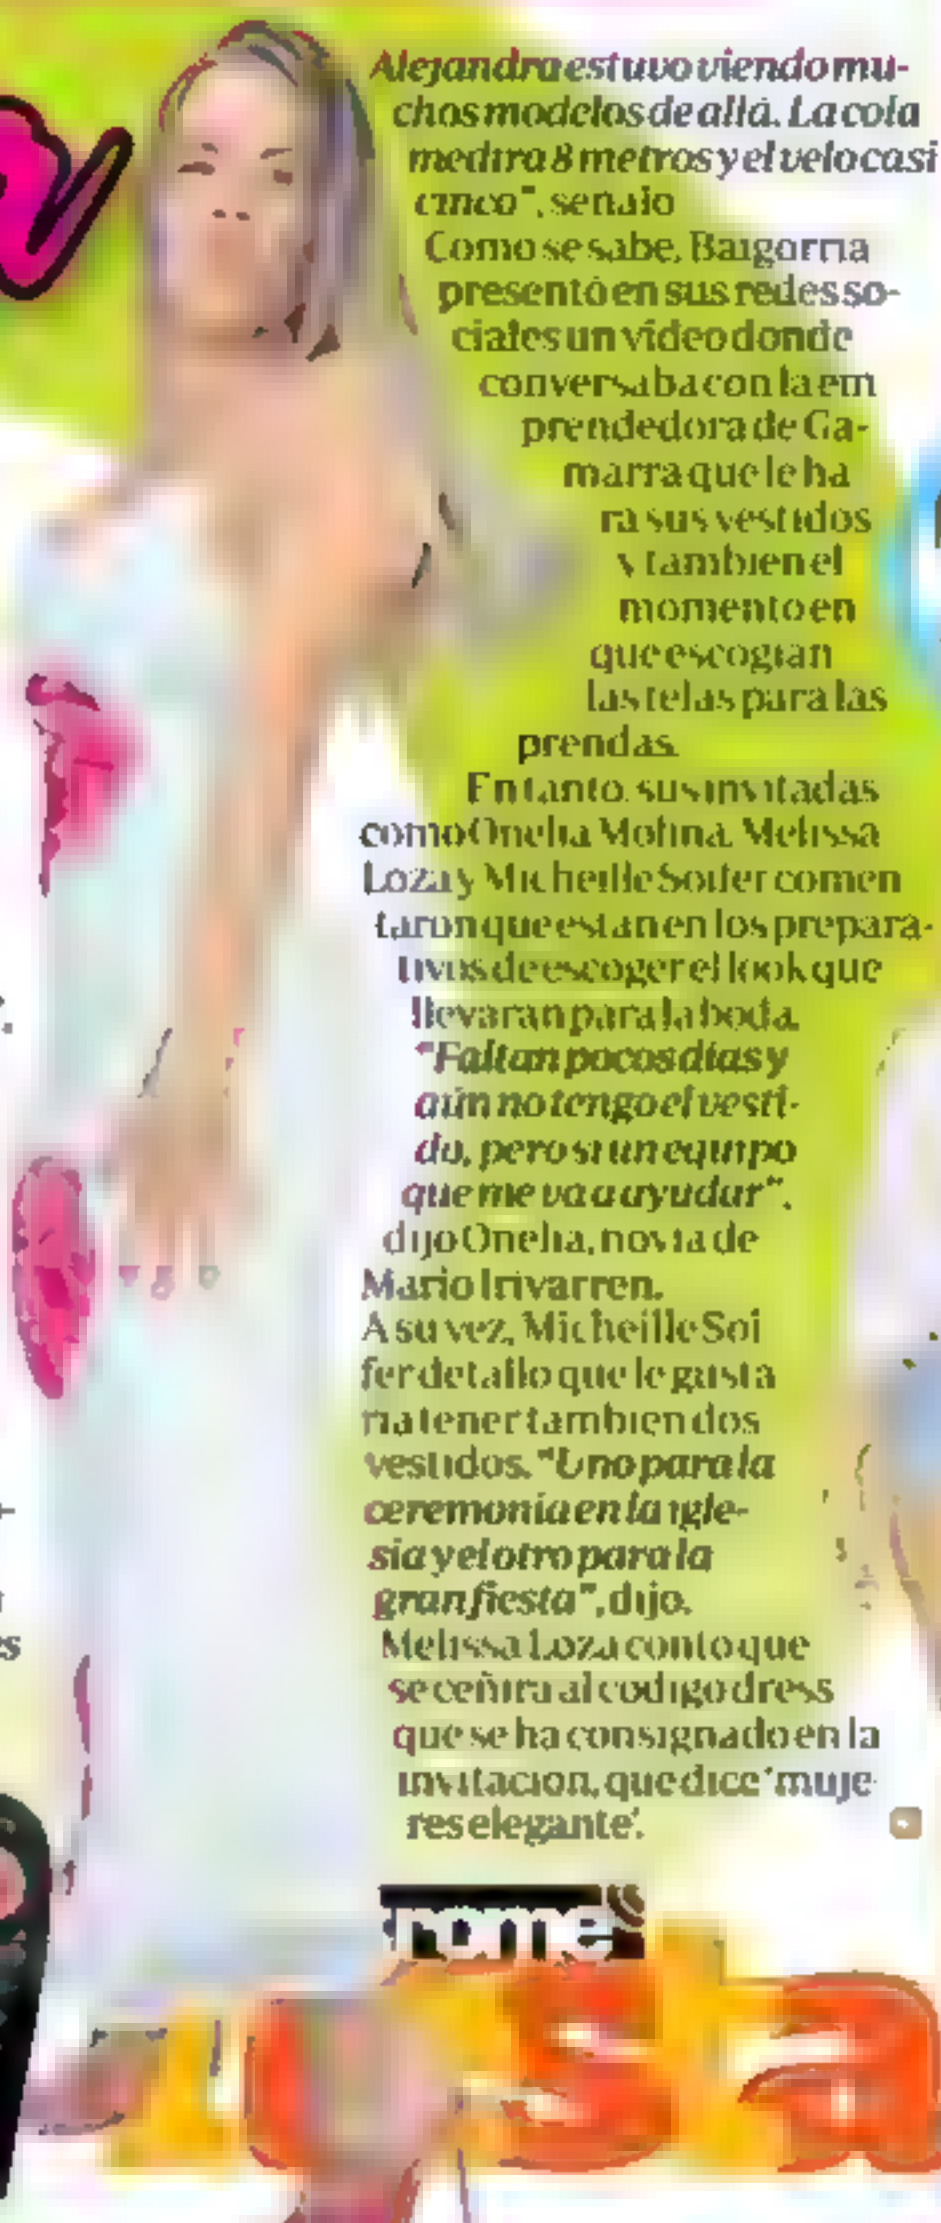 Alejandra estuvo viendo mu-
chos modelos de allá. La cola
medirá 8 metros y el velo casi
cinco", señaló
Como se sabe, Baigorria
presentó en sus redes so-
ciales un video donde
conversaba con la em
prendedora de Ga-
marra que le ha
ra sus vestidos
y también el
momento en
que escogían
las telas para las
prendas.
En tanto, sus invitadas
como Onelia Molina, Melissa
Loza y Micheille Soifer comen
taron que están en los prepara-
tivos de escoger el look que
llevarán para la boda.
"Faltan pocos días y
aún no tengo el vesti-
do, pero sí un equipo
que me va a ayudar",
dijo Onelia, novia de
Mario Irivarren.
A su vez, Micheille Soi
fer detalló que le gusta
ría tener también dos
vestidos. "Uno para la
ceremonia en la igle-
sia y el otro para la
gran fiesta", dijo.
Melissa Loza contó que
se ceñirá al código dress
que se ha consignado en la
invitación, que dice 'muje
res elegante'.